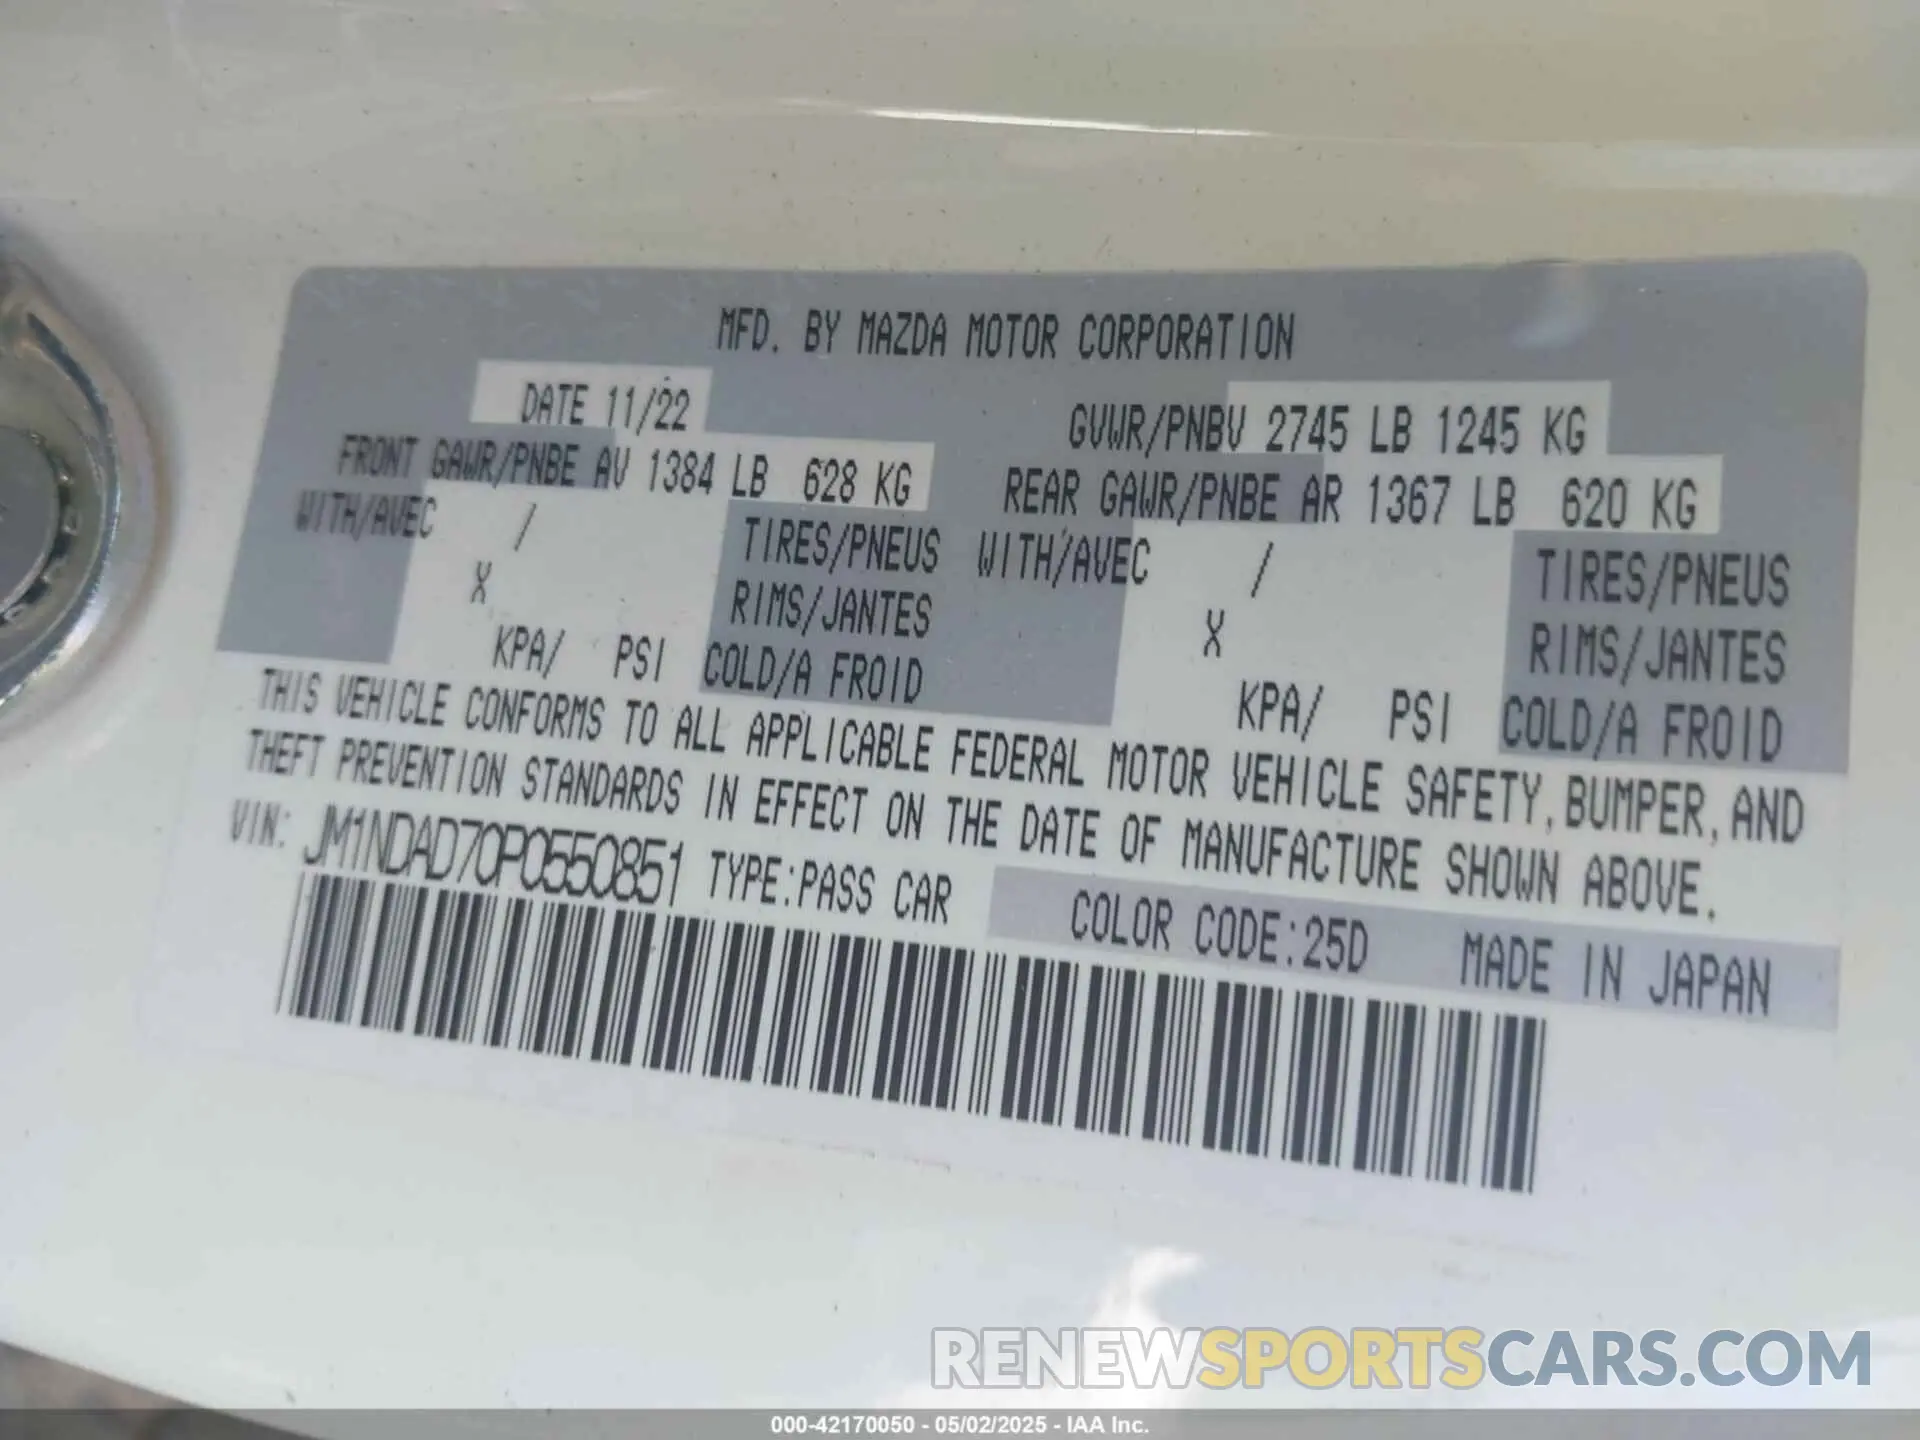 MFD. BY MAZDA MOTOR CORPORATION
DATE 11/22
GVWR/PNBV 2745 LB 1245 KG
FRONT GAWR/PNBE AV 1384 LB 628 KG
REAR GAWR/PNBE AR 1367 LB 620 KG
WITH/AVEC / TIRES/PNEUS WITH/AVEC / TIRES/PNEUS
X RIMS/JANTES X RIMS/JANTES
KPA/ PSI COLD/A FROID KPA/ PSI COLD/A FROID
THIS VEHICLE CONFORMS TO ALL APPLICABLE FEDERAL MOTOR VEHICLE SAFETY, BUMPER, AND
THEFT PREVENTION STANDARDS IN EFFECT ON THE DATE OF MANUFACTURE SHOWN ABOVE.
VIN: JM1NDAD70P0550851 TYPE:PASS CAR
COLOR CODE:25D MADE IN JAPAN
RENEWSPORTSCARS.COM
000-42170050 - 05/02/2025 - IAA Inc.